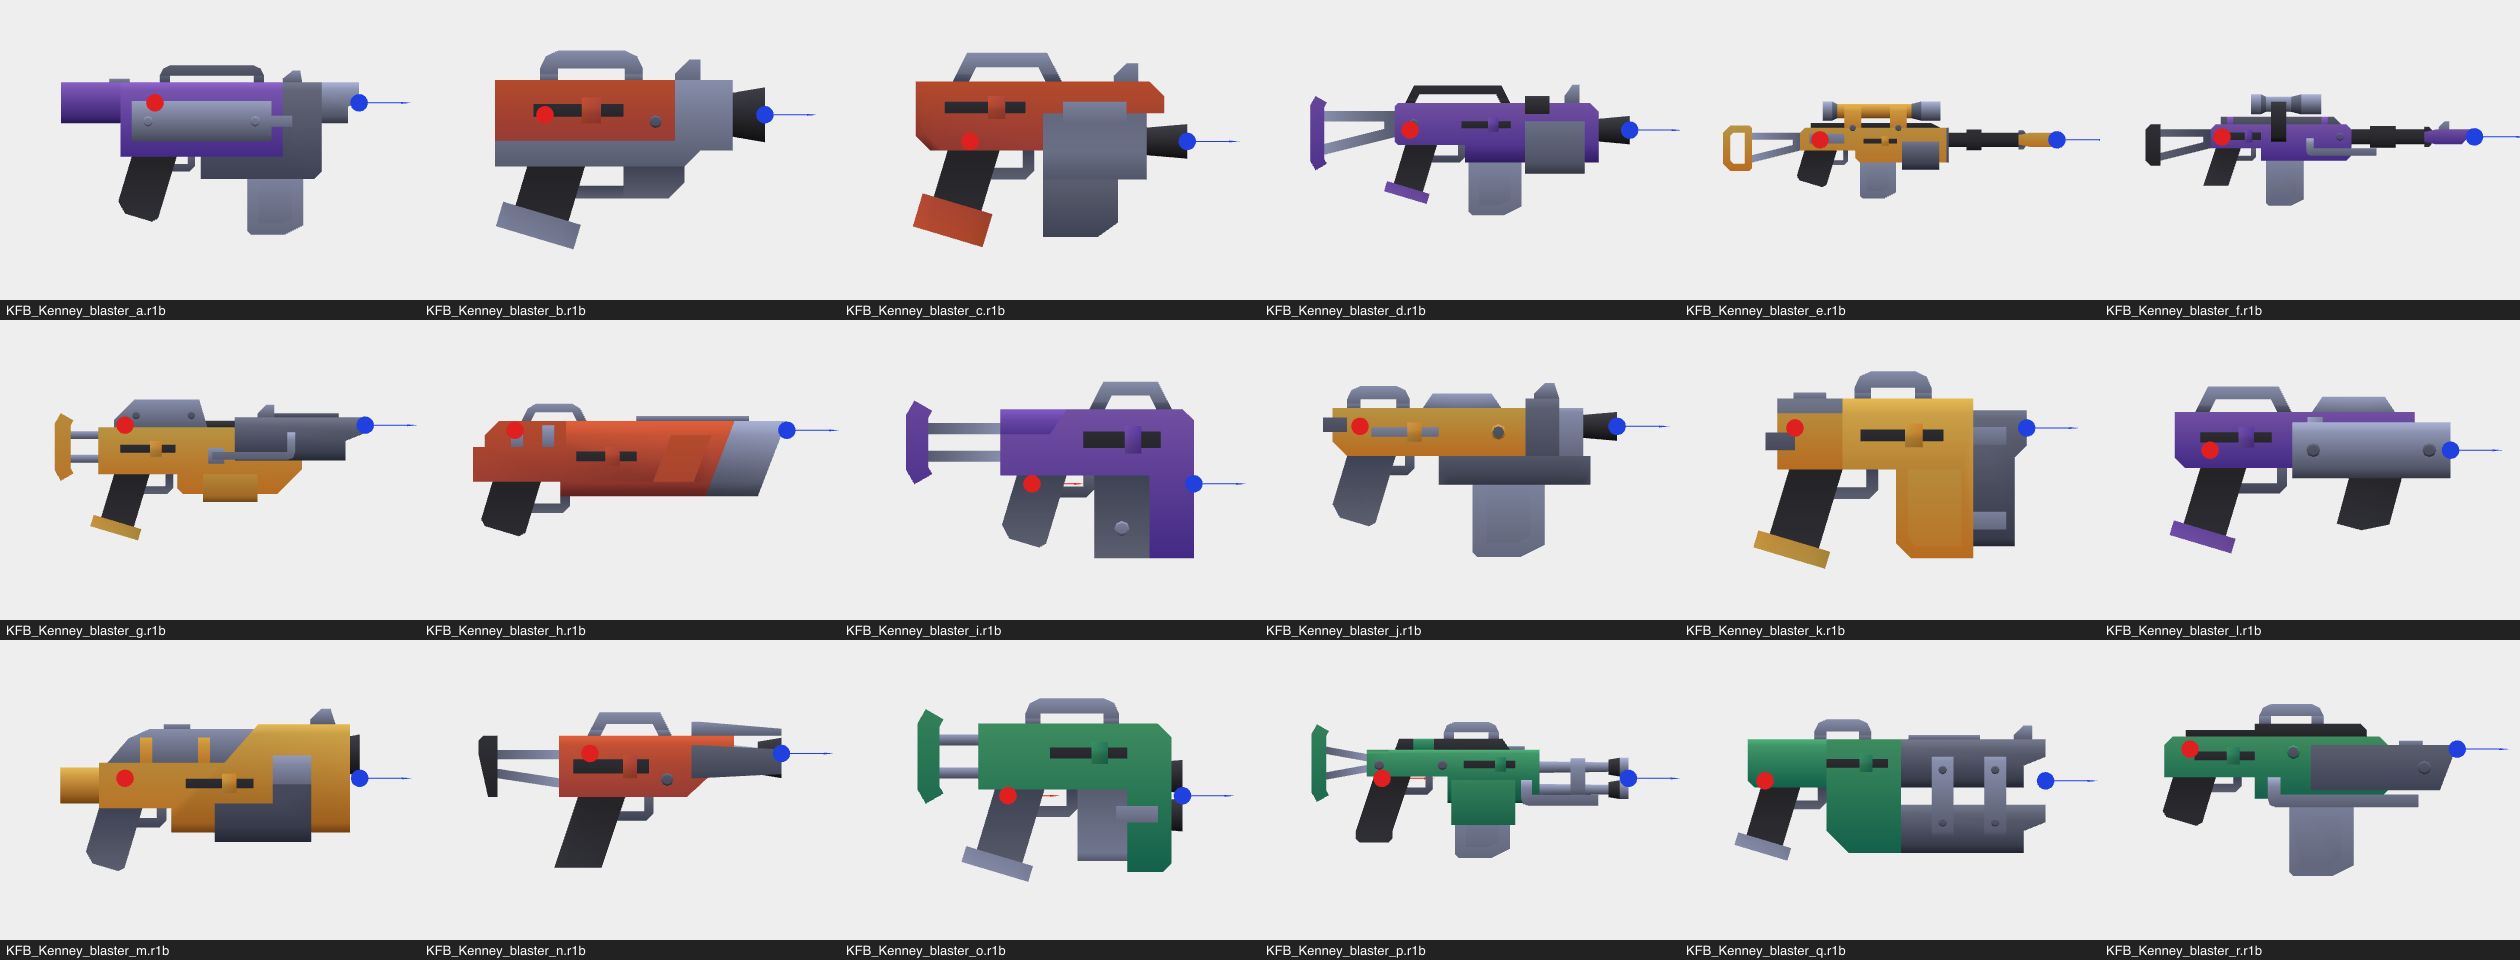 KFB_Kenney_blaster_a.r1b
KFB_Kenney_blaster_b.r1b
KFB_Kenney_blaster_c.r1b
KFB_Kenney_blaster_d.r1b
KFB_Kenney_blaster_e.r1b
KFB_Kenney_blaster_f.r1b
KFB_Kenney_blaster_g.r1b
KFB_Kenney_blaster_h.r1b
KFB_Kenney_blaster_i.r1b
KFB_Kenney_blaster_j.r1b
KFB_Kenney_blaster_k.r1b
KFB_Kenney_blaster_l.r1b
KFB_Kenney_blaster_m.r1b
KFB_Kenney_blaster_n.r1b
KFB_Kenney_blaster_o.r1b
KFB_Kenney_blaster_p.r1b
KFB_Kenney_blaster_q.r1b
KFB_Kenney_blaster_r.r1b